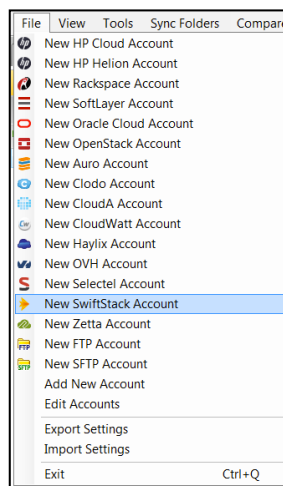 File View Tools Sync Folders Compare
New HP Cloud Account
New HP Helion Account
New Rackspace Account
New SoftLayer Account
New Oracle Cloud Account
New OpenStack Account
New Auro Account
New Clodo Account
New CloudA Account
Cw New CloudWatt Account
New Haylix Account
New OVH Account
New Selectel Account
New SwiftStack Account
New Zetta Account
FTP New FTP Account
SFTP New SFTP Account
Add New Account
Edit Accounts
Export Settings
Import Settings
Exit Ctrl+Q